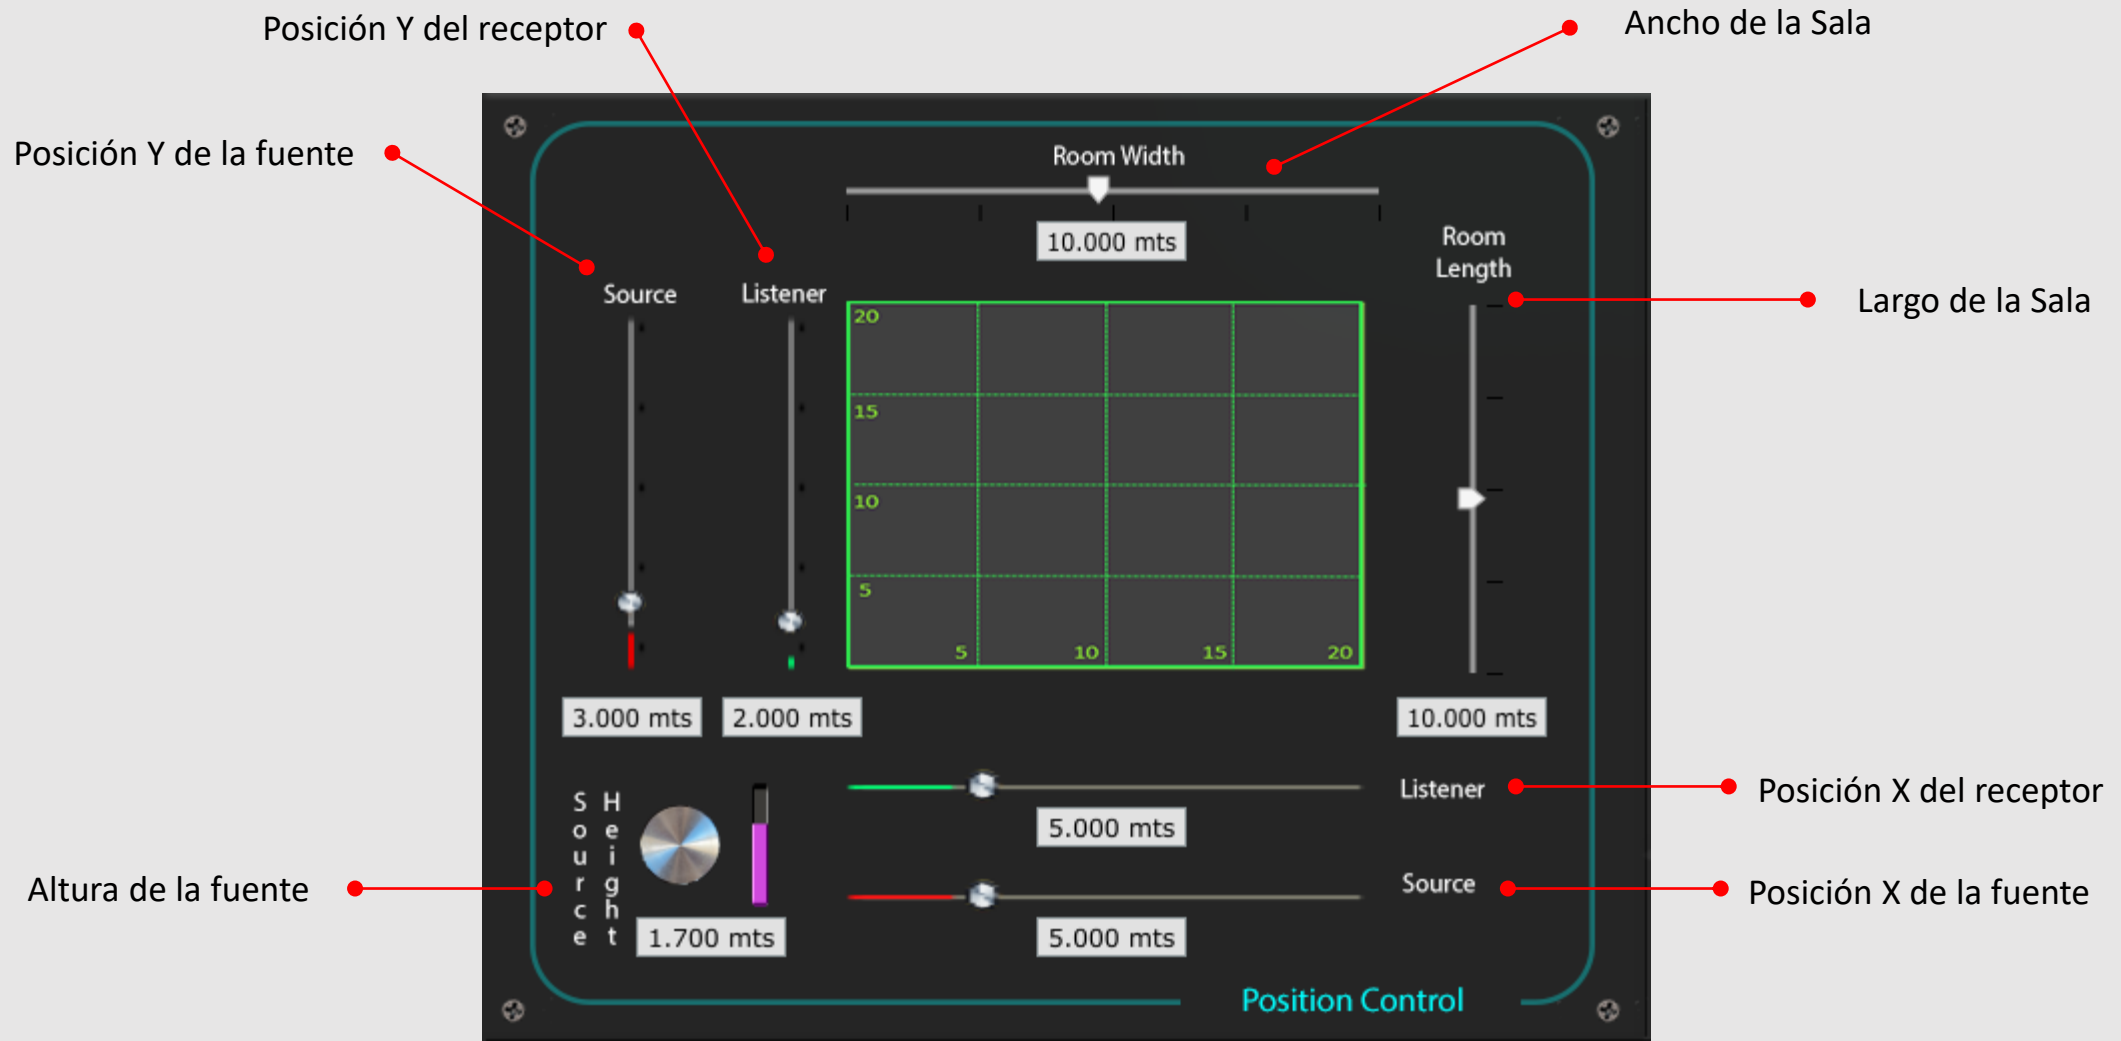 Posición Y del receptor
Ancho de la Sala
Posición Y de la fuente
Room Width
10.000 mts
Room
Length
Source
Listener
Largo de la Sala
20
15
10
5
5
10
15
20
3.000 mts
2.000 mts
10.000 mts
Listener
Posición X del receptor
5.000 mts
Source
Height
Altura de la fuente
1.700 mts
Source
Posición X de la fuente
5.000 mts
Position Control